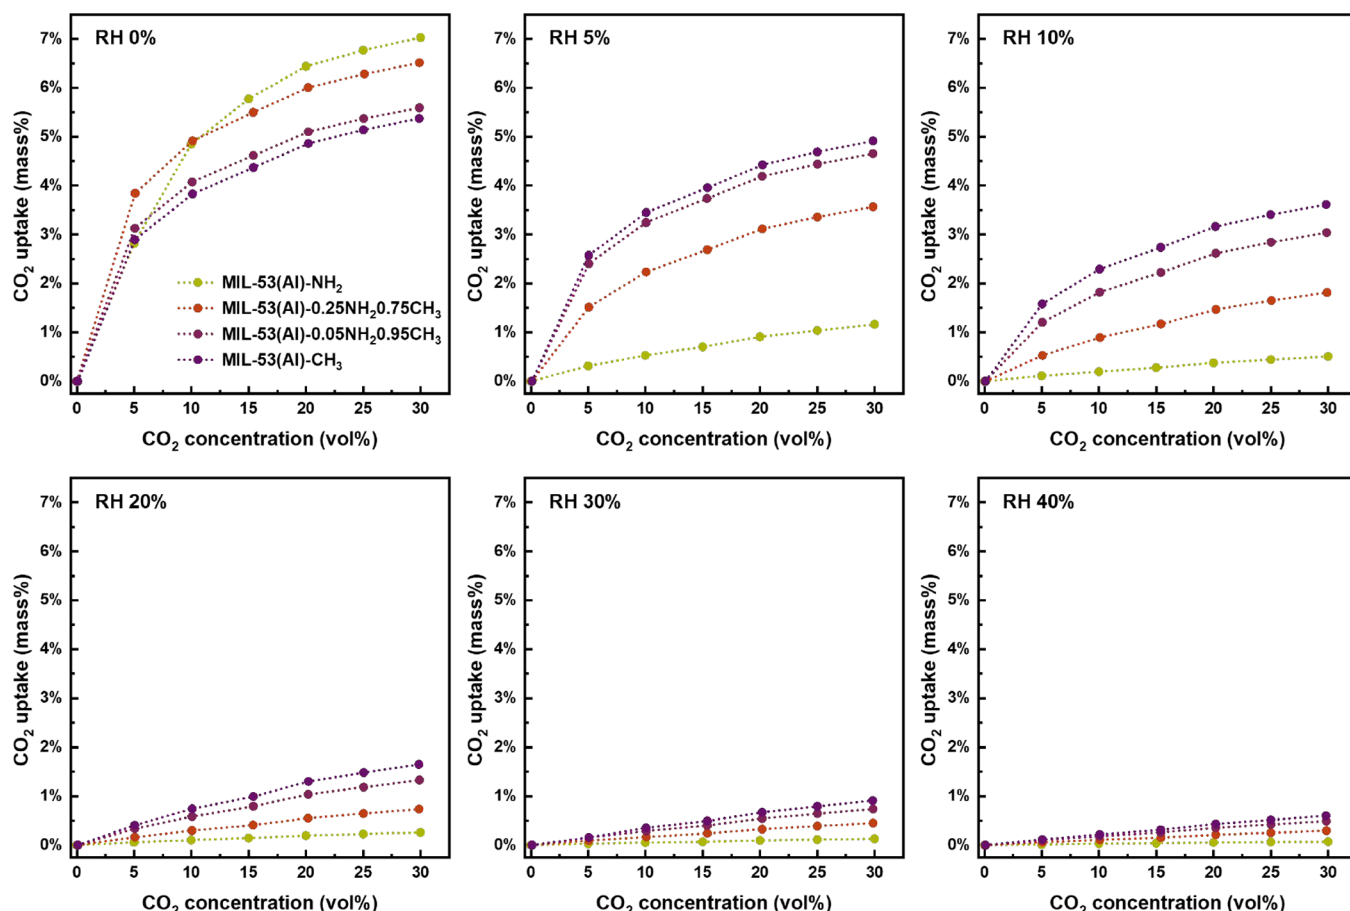 RH 0%
7%
6%
5%
4%
3%
2%
1%
0%
CO₂ uptake (mass%)
MIL-53(Al)-NH₂
MIL-53(Al)-0.25NH₂0.75CH₃
MIL-53(Al)-0.05NH₂0.95CH₃
MIL-53(Al)-CH₃
0 5 10 15 20 25 30
CO₂ concentration (vol%)
RH 5%
7%
6%
5%
4%
3%
2%
1%
0%
CO₂ uptake (mass%)
0 5 10 15 20 25 30
CO₂ concentration (vol%)
RH 10%
7%
6%
5%
4%
3%
2%
1%
0%
CO₂ uptake (mass%)
0 5 10 15 20 25 30
CO₂ concentration (vol%)
RH 20%
7%
6%
5%
4%
3%
2%
1%
0%
CO₂ uptake (mass%)
0 5 10 15 20 25 30
CO₂ concentration (vol%)
RH 30%
7%
6%
5%
4%
3%
2%
1%
0%
CO₂ uptake (mass%)
0 5 10 15 20 25 30
CO₂ concentration (vol%)
RH 40%
7%
6%
5%
4%
3%
2%
1%
0%
CO₂ uptake (mass%)
0 5 10 15 20 25 30
CO₂ concentration (vol%)